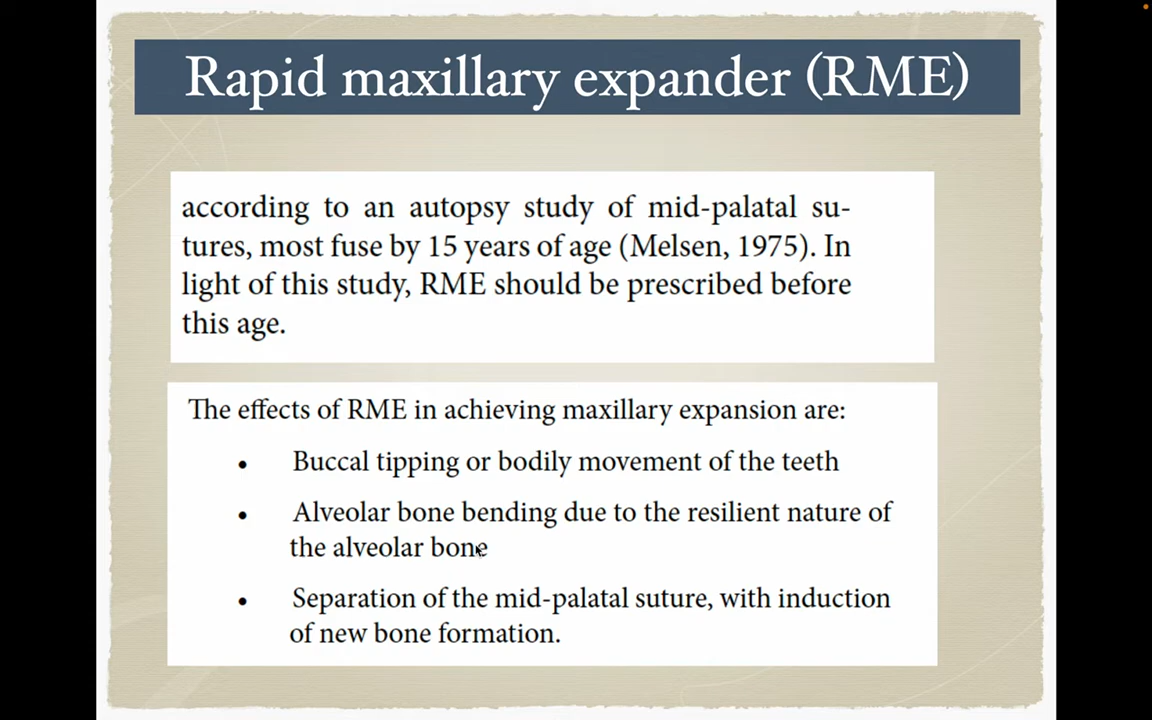 Rapid maxillary expander (RME)
according to an autopsy study of mid-palatal su-
tures, most fuse by 15 years of age (Melsen, 1975). In
light of this study, RME should be prescribed before
this age.
The effects of RME in achieving maxillary expansion are:
• Buccal tipping or bodily movement of the teeth
• Alveolar bone bending due to the resilient nature of
the alveolar bone
• Separation of the mid-palatal suture, with induction
of new bone formation.